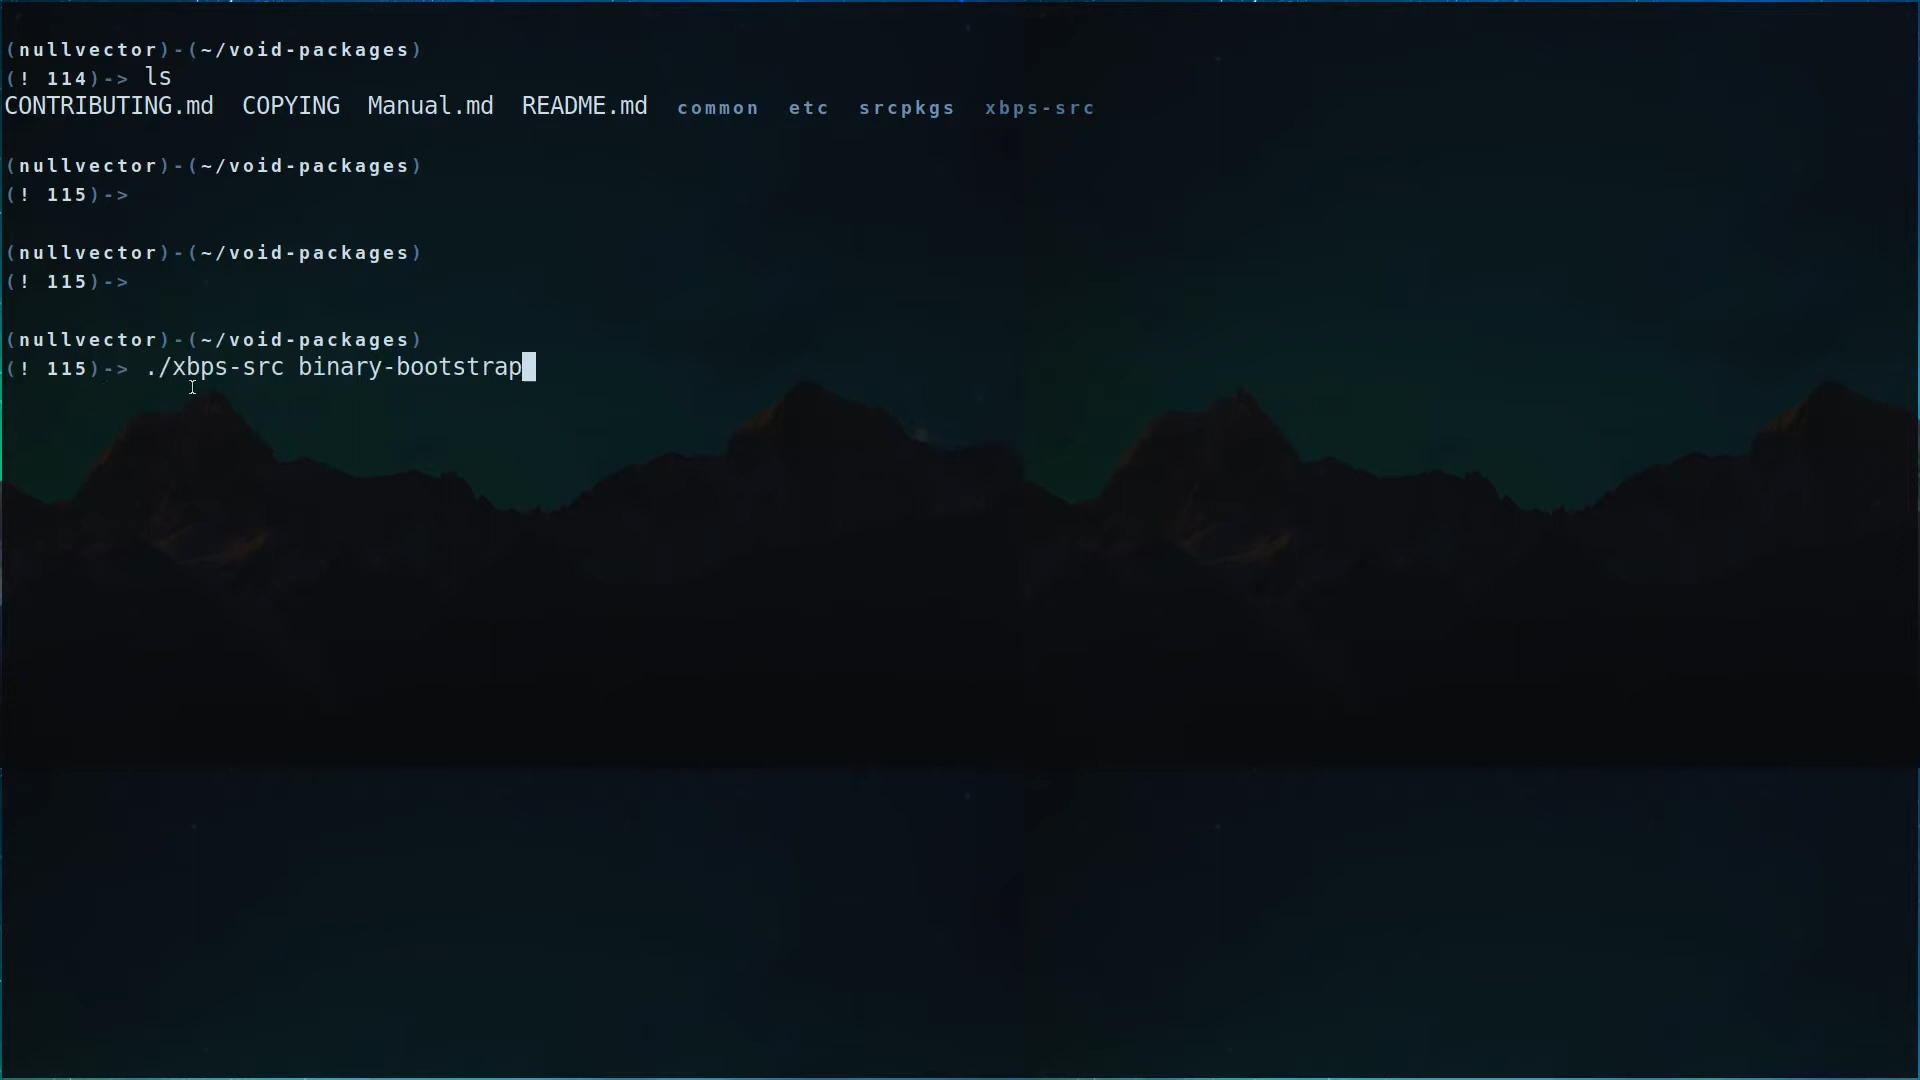 (nullvector)-(~/void-packages)
(! 114)-> ls
CONTRIBUTING.md  COPYING  Manual.md  README.md  common  etc  srcpkgs  xbps-src
(nullvector)-(~/void-packages)
(! 115)->
(nullvector)-(~/void-packages)
(! 115)->
(nullvector)-(~/void-packages)
(! 115)-> ./xbps-src binary-bootstrap